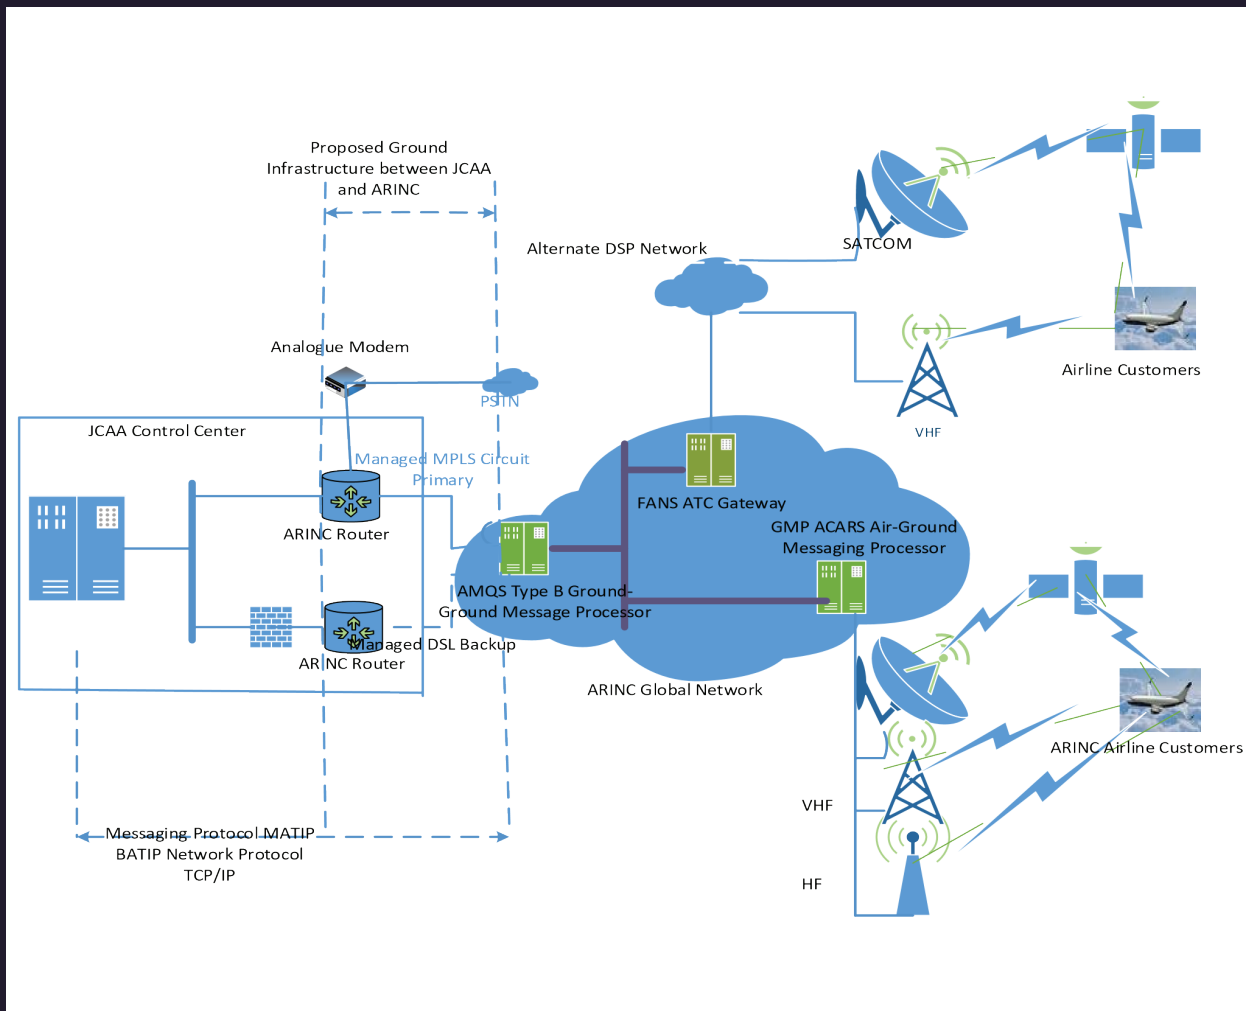 Proposed Ground
Infrastructure between JCAA
and ARINC
Alternate DSP Network
SATCOM
Analogue Modem
Airline Customers
PSTN
VHF
JCAA Control Center
Managed MPLS Circuit
Primary
FANS ATC Gateway
ARINC Router
GMP ACARS Air-Ground
Messaging Processor
AMQS Type B Ground-
Ground Message Processor
Managed DSL Backup
ARINC Router
ARINC Global Network
ARINC Airline Customers
VHF
Messaging Protocol MATIP
BATIP Network Protocol
TCP/IP
HF